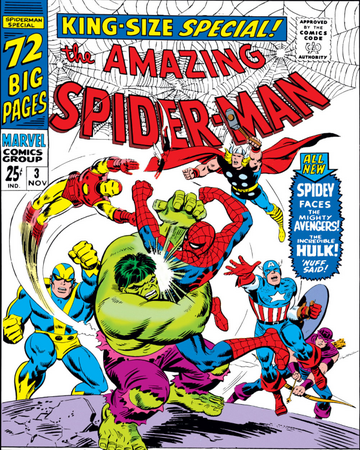 SPIDERMAN
SPECIAL
KING-SIZE SPECIAL!
APPROVED
BY THE
COMICS
CODE
AUTHORITY
72
BIG
PAGES
the AMAZING
SPIDER-MAN
MARVEL
COMICS
GROUP
25¢
IND.
3
NOV
ALL
NEW
SPIDEY
FACES
THE
MIGHTY
AVENGERS!
THE
INCREDIBLE
HULK!
'NUFF
SAID!